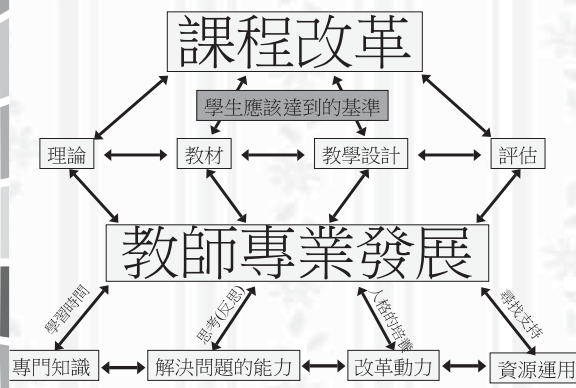 課程改革
學生應該達到的基準
理論
教材
教學設計
評估
教師專業發展
學習時間
思考(反思)
人格的培養
尋找支持
專門知識
解決問題的能力
改革動力
資源運用